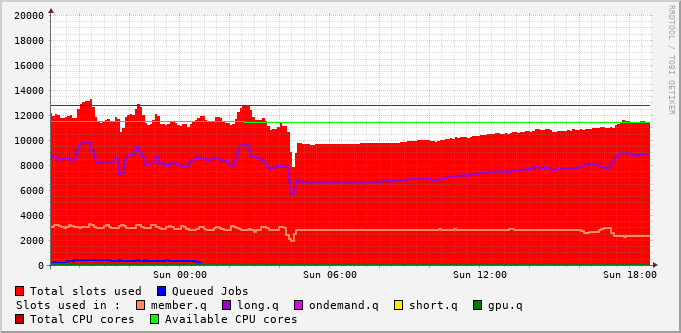 RRDTOOL / TOBI OETIKER
20000
18000
16000
14000
12000
10000
8000
6000
4000
2000
0
Sun 00:00 Sun 06:00 Sun 12:00 Sun 18:00
Total slots used Queued Jobs
Slots used in : member.q long.q ondemand.q short.q gpu.q
Total CPU cores Available CPU cores